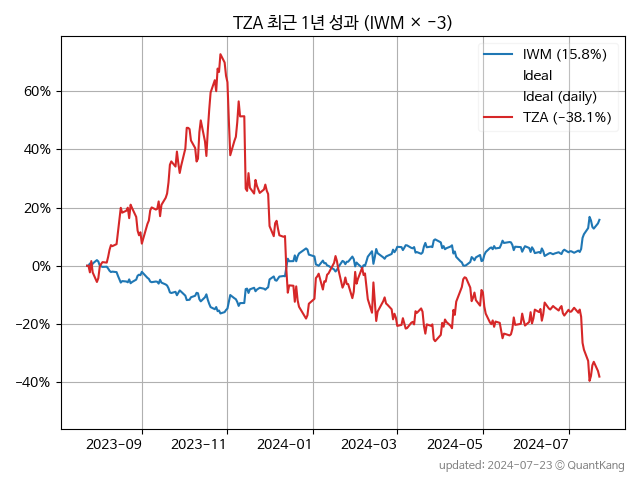 TZA 최근 1년 성과 (IWM × -3)
IWM (15.8%)
Ideal
Ideal (daily)
TZA (-38.1%)
60%
40%
20%
0%
-20%
-40%
2023-09 2023-11 2024-01 2024-03 2024-05 2024-07
updated: 2024-07-23 © QuantKang